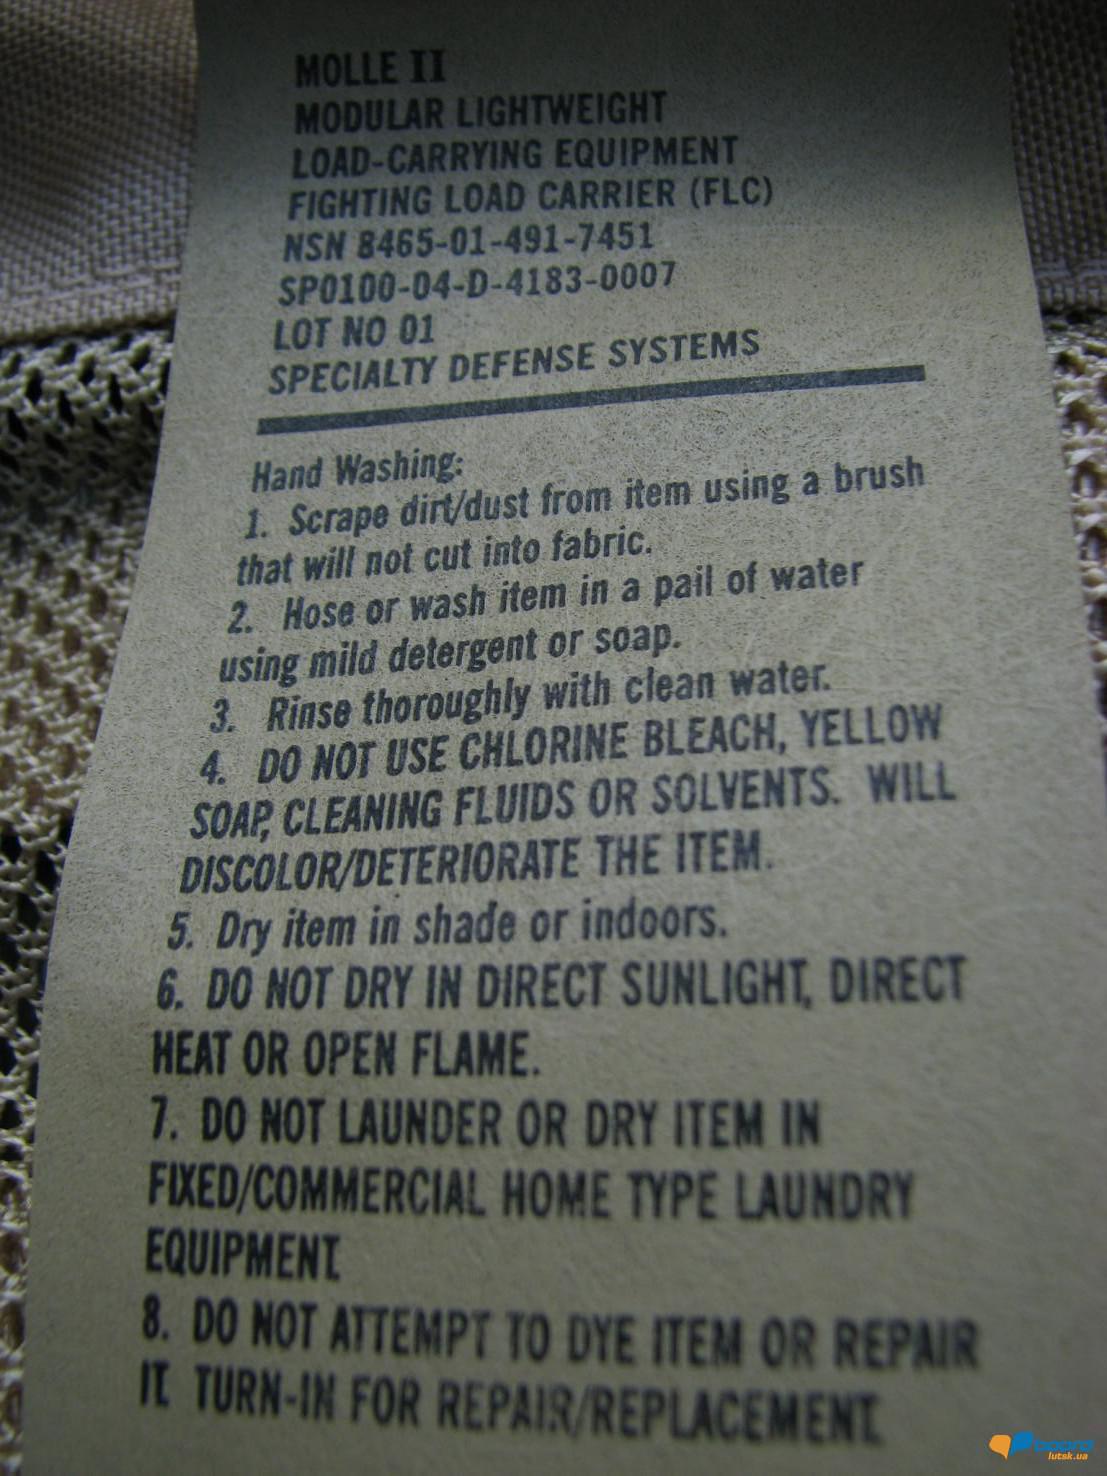 MOLLE II
MODULAR LIGHTWEIGHT
LOAD-CARRYING EQUIPMENT
FIGHTING LOAD CARRIER (FLC)
NSN 8465-01-491-7451
SP0100-04-D-4183-0007
LOT NO 01
SPECIALTY DEFENSE SYSTEMS
Hand Washing:
1. Scrape dirt/dust from item using a brush
that will not cut into fabric.
2. Hose or wash item in a pail of water
using mild detergent or soap.
3. Rinse thoroughly with clean water.
4. DO NOT USE CHLORINE BLEACH, YELLOW
SOAP, CLEANING FLUIDS OR SOLVENTS. WILL
DISCOLOR/DETERIORATE THE ITEM.
5. Dry item in shade or indoors.
6. DO NOT DRY IN DIRECT SUNLIGHT, DIRECT
HEAT OR OPEN FLAME.
7. DO NOT LAUNDER OR DRY ITEM IN
FIXED/COMMERCIAL HOME TYPE LAUNDRY
EQUIPMENT.
8. DO NOT ATTEMPT TO DYE ITEM OR REPAIR
IT. TURN-IN FOR REPAIR/REPLACEMENT.
board
lutsk.ua